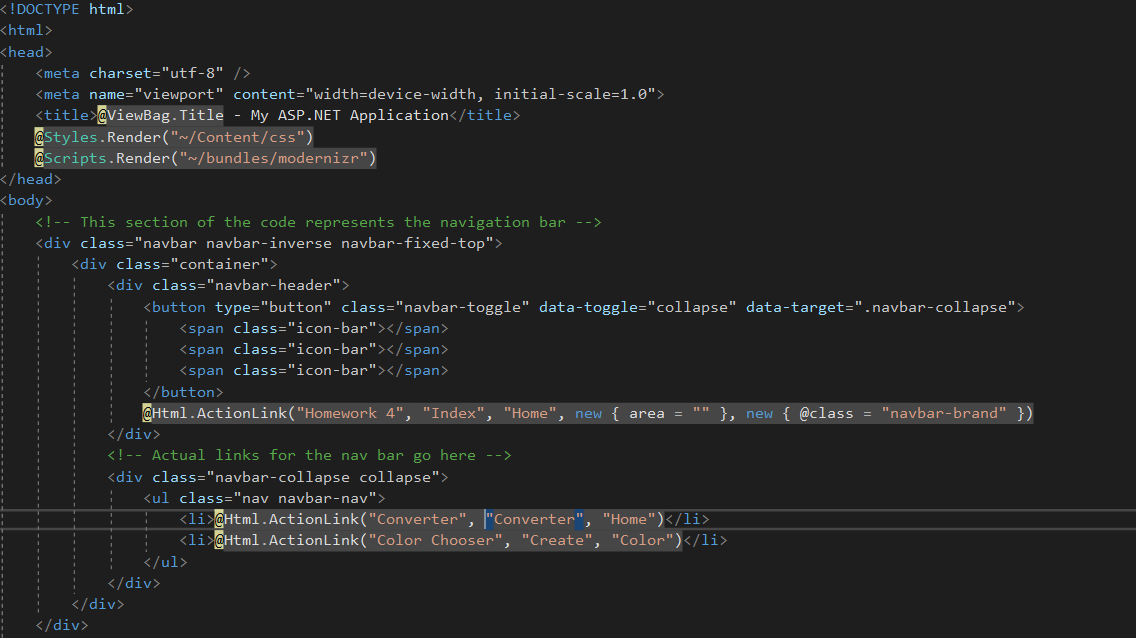 <!DOCTYPE html>
<html>
<head>
    <meta charset="utf-8" />
    <meta name="viewport" content="width=device-width, initial-scale=1.0">
    <title>@ViewBag.Title - My ASP.NET Application</title>
    @Styles.Render("~/Content/css")
    @Scripts.Render("~/bundles/modernizr")
</head>
<body>
    <!-- This section of the code represents the navigation bar -->
    <div class="navbar navbar-inverse navbar-fixed-top">
        <div class="container">
            <div class="navbar-header">
                <button type="button" class="navbar-toggle" data-toggle="collapse" data-target=".navbar-collapse">
                    <span class="icon-bar"></span>
                    <span class="icon-bar"></span>
                    <span class="icon-bar"></span>
                </button>
                @Html.ActionLink("Homework 4", "Index", "Home", new { area = "" }, new { @class = "navbar-brand" })
            </div>
            <!-- Actual links for the nav bar go here -->
            <div class="navbar-collapse collapse">
                <ul class="nav navbar-nav">
                    <li>@Html.ActionLink("Converter", "Converter", "Home")</li>
                    <li>@Html.ActionLink("Color Chooser", "Create", "Color")</li>
                </ul>
            </div>
        </div>
    </div>